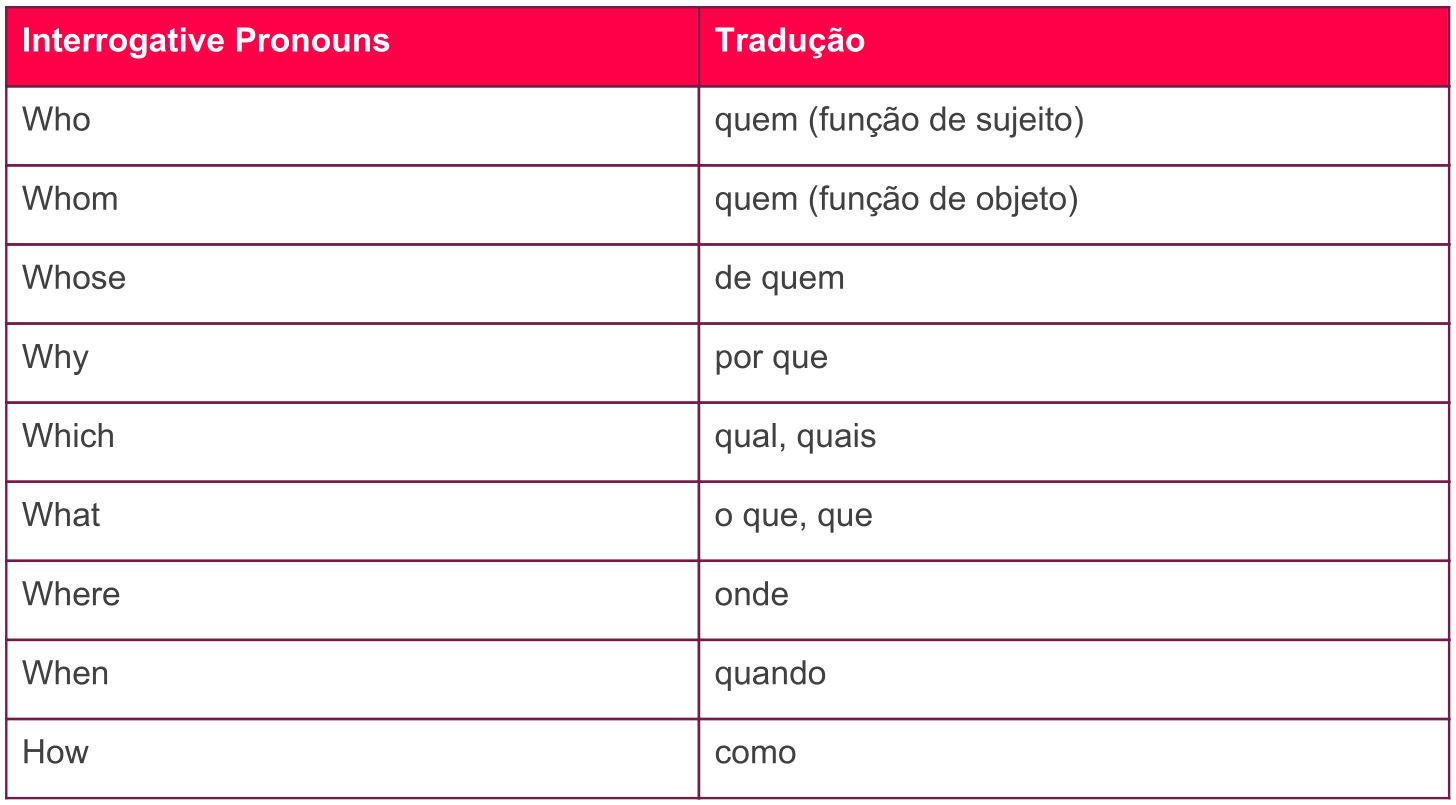 Interrogative Pronouns Tradução
Who quem (função de sujeito)
Whom quem (função de objeto)
Whose de quem
Why por que
Which qual, quais
What o que, que
Where onde
When quando
How como